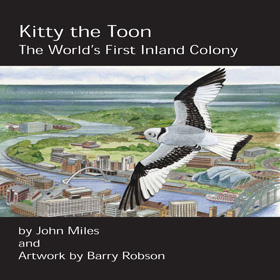 Kitty the Toon
The World's First Inland Colony
by John Miles
and
Artwork by Barry Robson